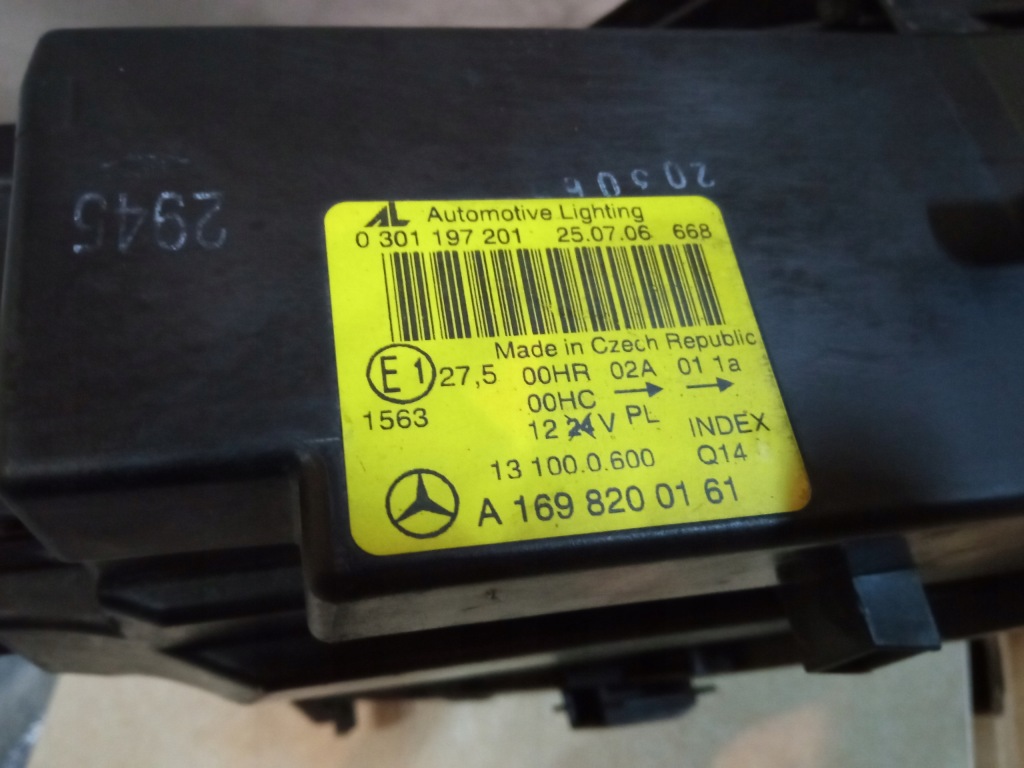 2945
20506
AL Automotive Lighting
0 301 197 201 25.07.06 668
Made in Czech Republic
E1 27,5 00HR 02A 01 1a
1563 00HC → →
12 24 V PL INDEX
13 100.0.600 Q14
A 169 820 01 61